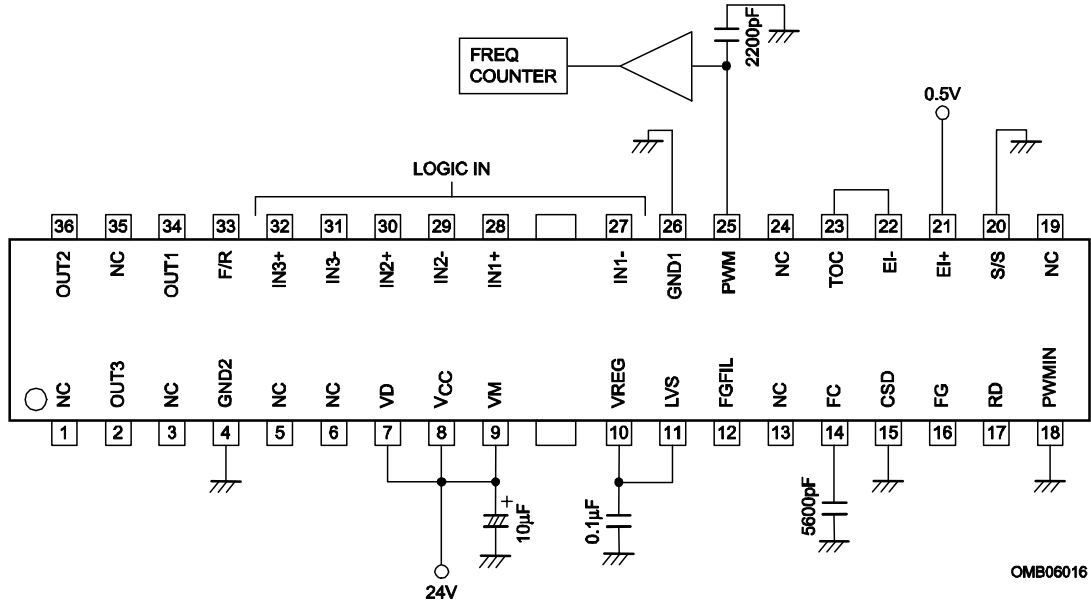 2200pF
FREQ
COUNTER
0.5V
LOGIC IN
36 35 34 33 32 31 30 29 28 27 26 25 24 23 22 21 20 19
OUT2 NC OUT1 F/R IN3+ IN3- IN2+ IN2- IN1+ IN1- GND1 PWM NC TOC EI- EI+ S/S NC
NC OUT3 NC GND2 NC NC VD VCC VM VREG LVS FGFIL NC FC CSD FG RD PWMIN
1 2 3 4 5 6 7 8 9 10 11 12 13 14 15 16 17 18
+
10μF
0.1μF
5600pF
24V
OMB06016